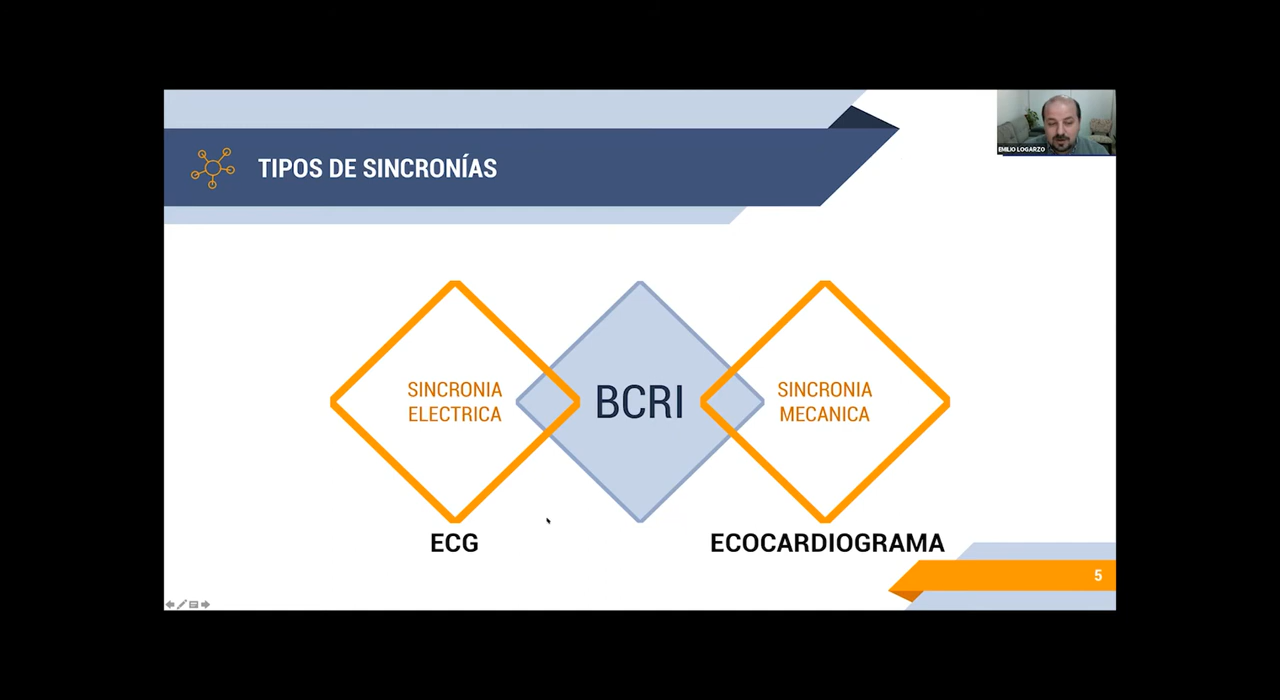 EMILIO LOGARZO
TIPOS DE SINCRONÍAS
SINCRONIA
ELECTRICA
BCRI
SINCRONIA
MECANICA
ECG
ECOCARDIOGRAMA
5